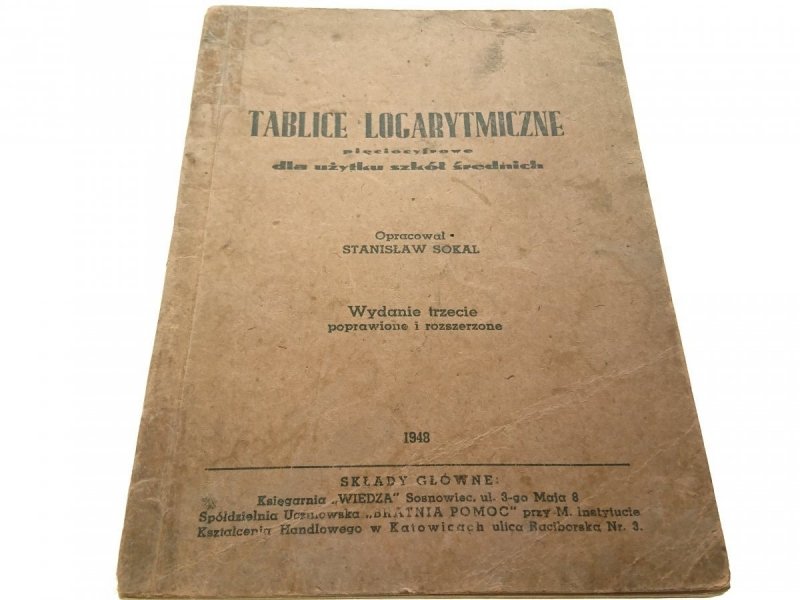 TABLICE LOGARYTMICZNE
pięciocyfrowe
dla użytku szkół średnich
Opracował
STANISŁAW SOKAL
Wydanie trzecie
poprawione i rozszerzone
1948
SKŁADY GŁÓWNE:
Księgarnia „WIEDZA" Sosnowiec, ul. 3-go Maja 8
Spółdzielnia Uczniowska „BRATNIA POMOC" przy M. Instytucie
Kształcenia Handlowego w Katowicach ulica Raciborska Nr. 3.